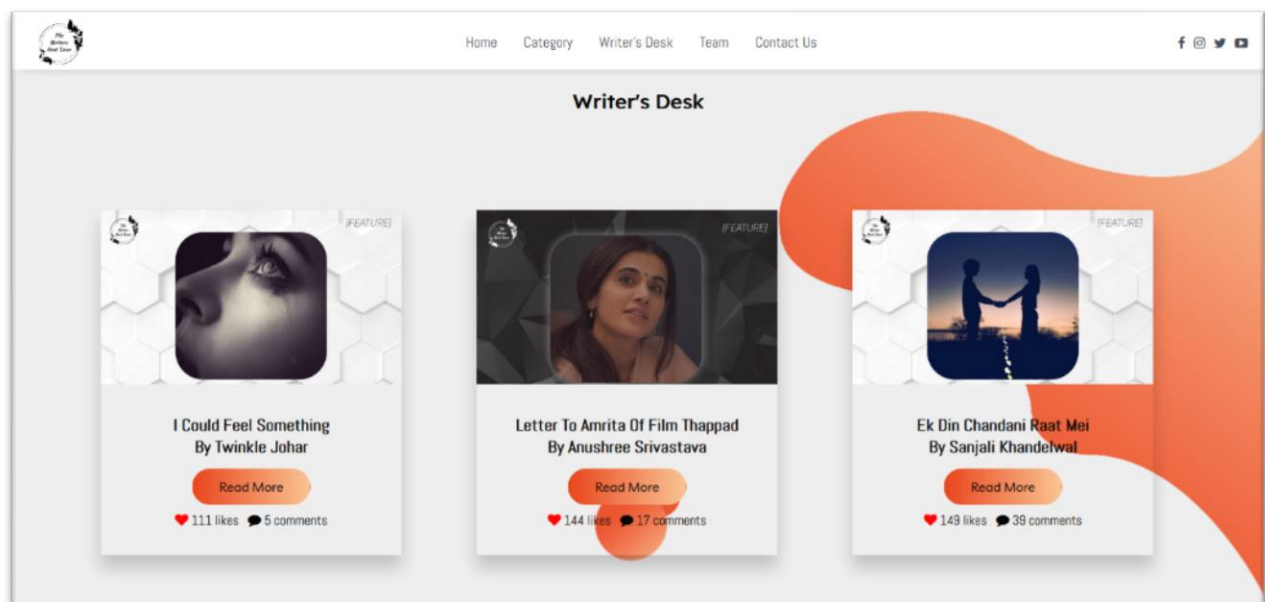 Home Category Writer's Desk Team Contact Us
Writer's Desk
[FEATURE]
[FEATURE]
[FEATURE]
I Could Feel Something
By Twinkle Johar
Read More
111 likes 5 comments
Letter To Amrita Of Film Thappad
By Anushree Srivastava
Read More
144 likes 17 comments
Ek Din Chandani Raat Mei
By Sanjali Khandelwal
Read More
149 likes 39 comments